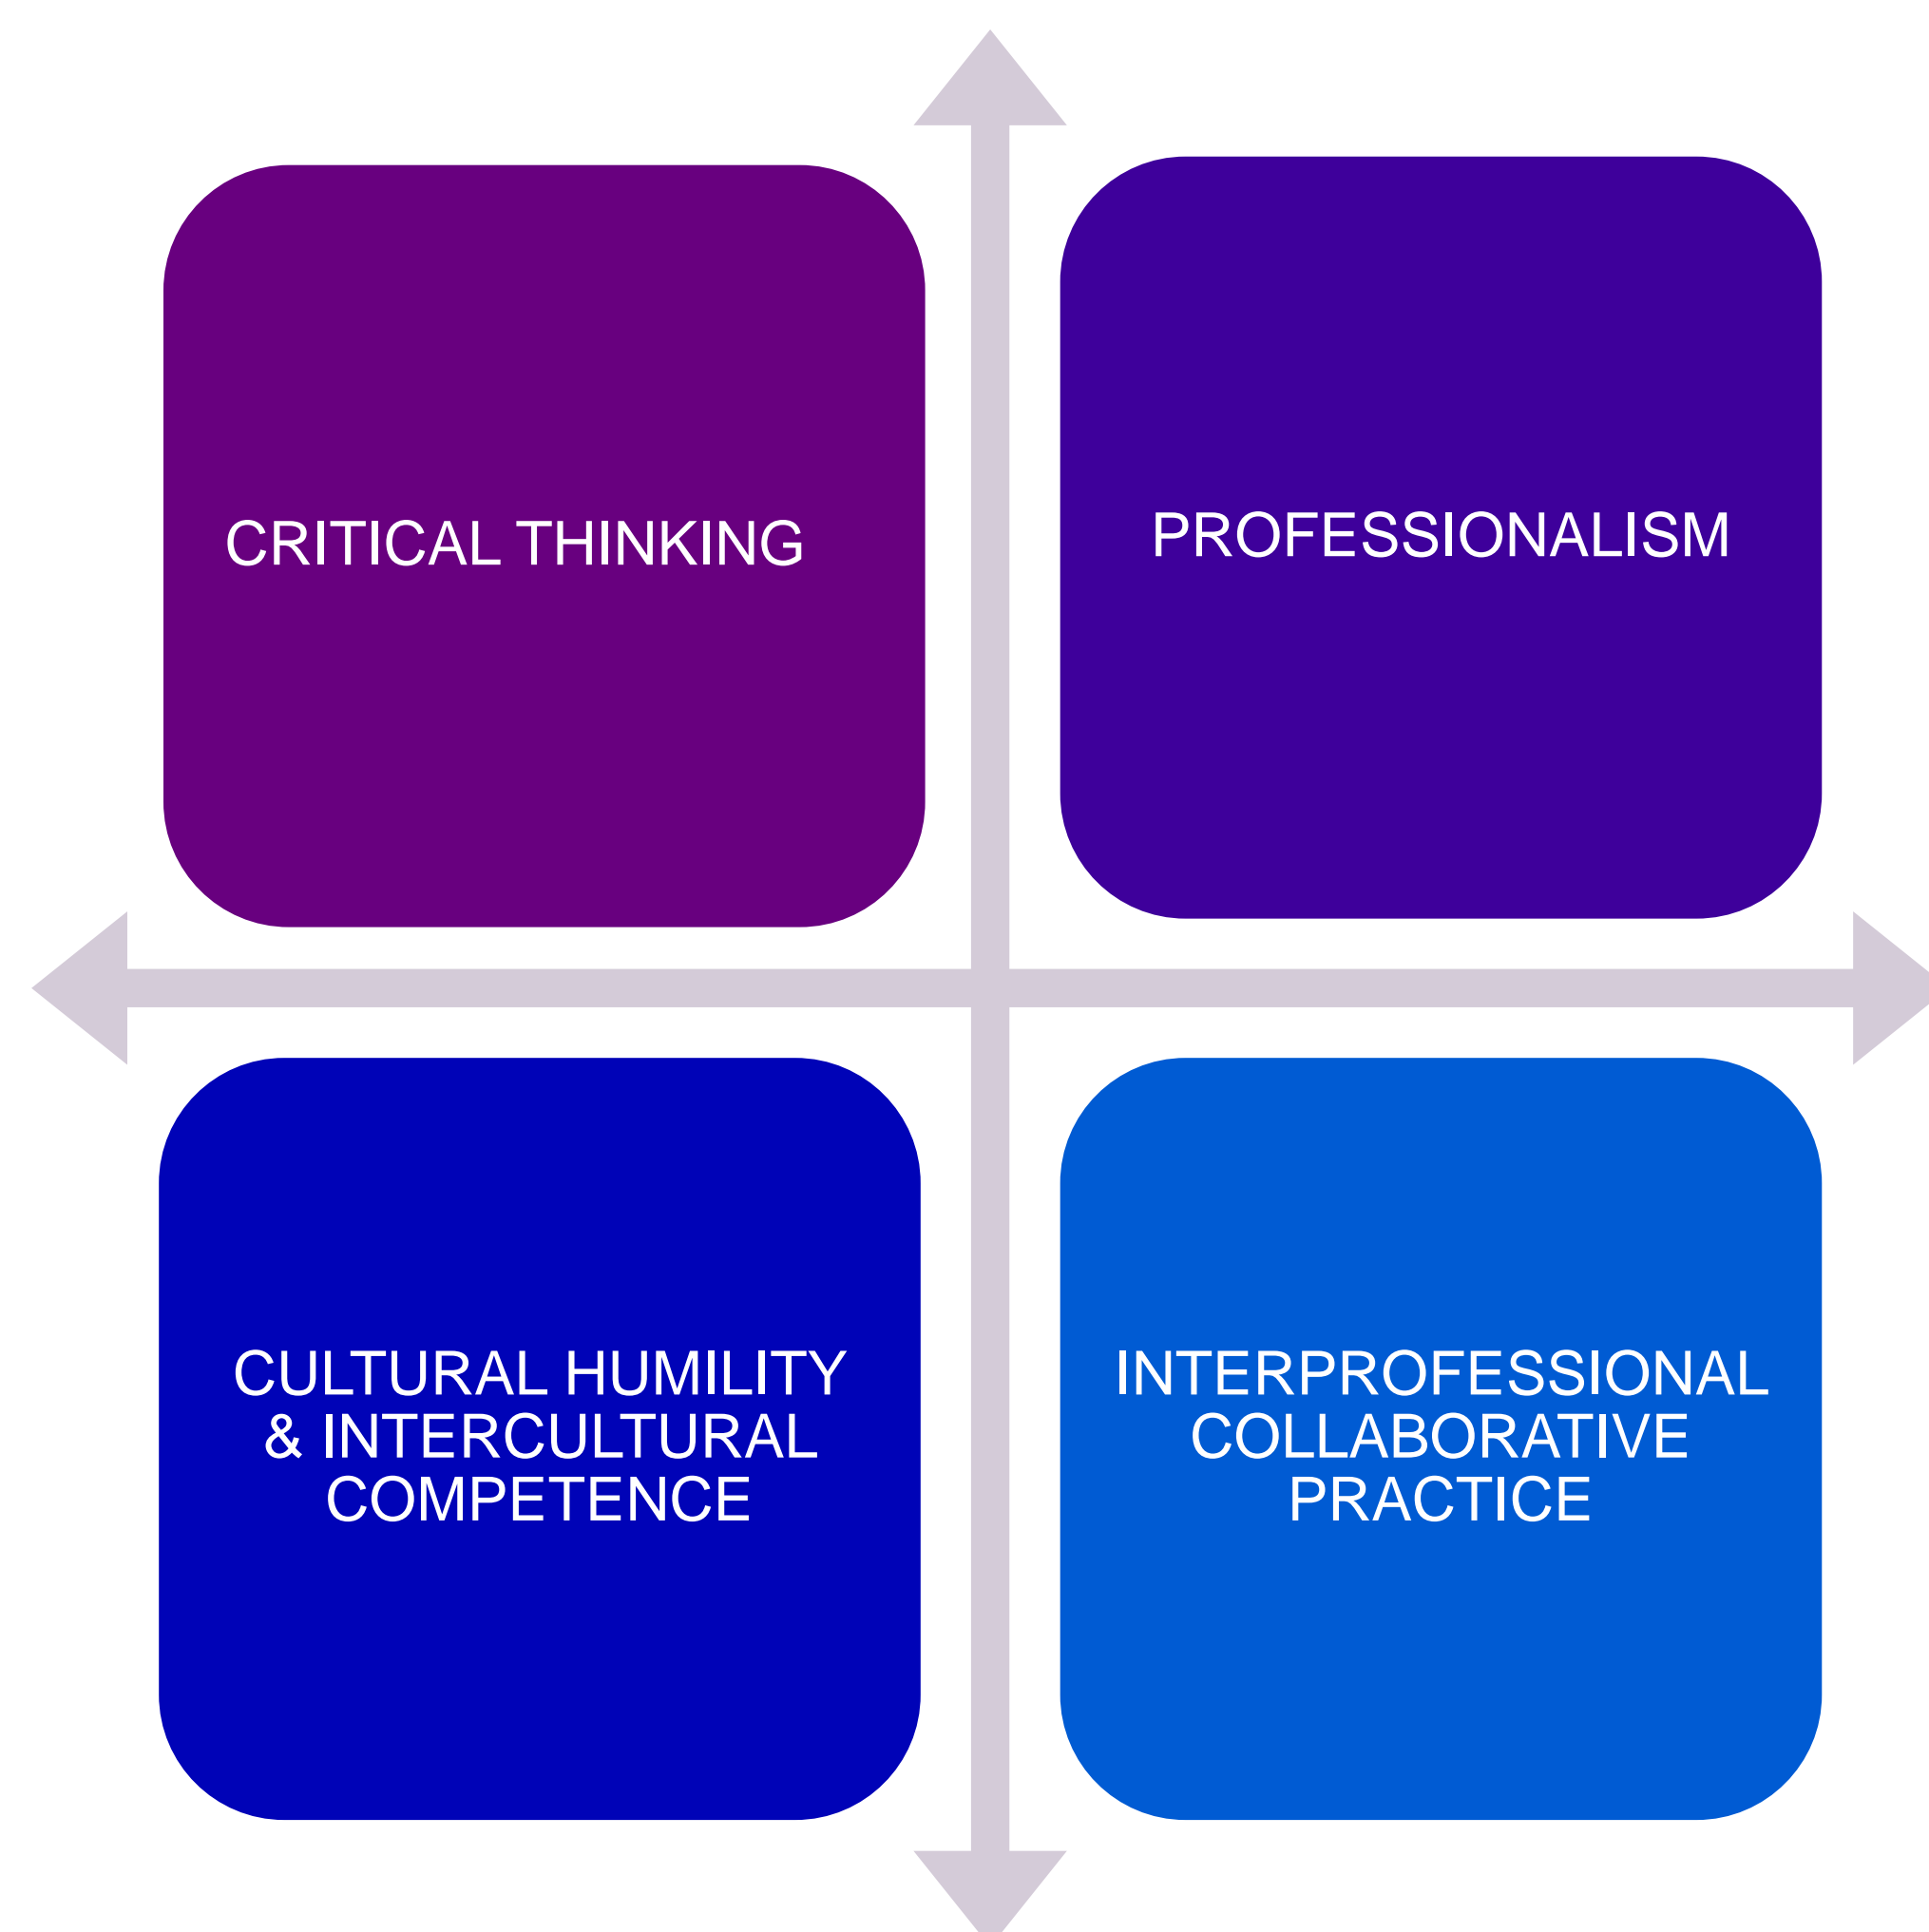 CRITICAL THINKING
PROFESSIONALISM
CULTURAL HUMILITY
& INTERCULTURAL
COMPETENCE
INTERPROFESSIONAL
COLLABORATIVE
PRACTICE